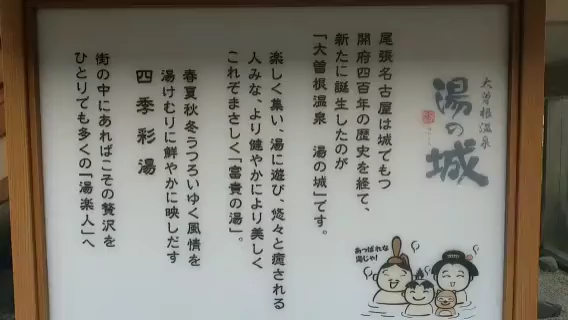 大曽根温泉
湯の城
尾張名古屋は城でもつ
開府四百年の歴史を経て、
新たに誕生したのが
「大曽根温泉　湯の城」です。
楽しく集い、湯に遊び、悠々と癒される
人みな、より健やかにより美しく
これぞまさしく「富貴の湯」。
春夏秋冬うつろいゆく風情を
湯けむりに鮮やかに映しだす
四季彩湯
街の中にあればこその贅沢を
ひとりでも多くの「湯楽人」へ
あっぱれな
湯じゃ!